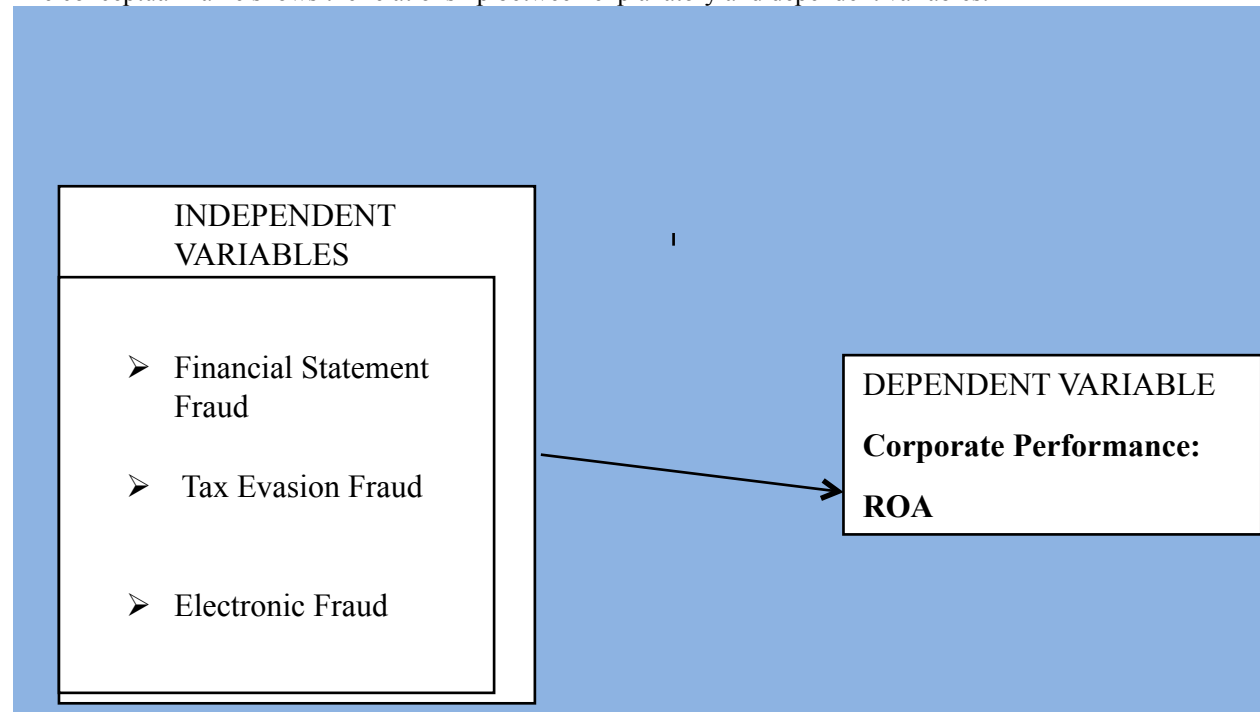 INDEPENDENT
VARIABLES
➢ Financial Statement
Fraud
➢ Tax Evasion Fraud
➢ Electronic Fraud
DEPENDENT VARIABLE
Corporate Performance:
ROA